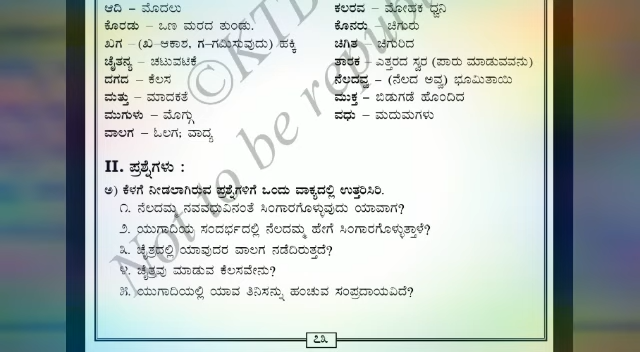 ಆದಿ – ಮೊದಲು
ಕೊರಡು – ಒಣ ಮರದ ತುಂಡು.
ಖಗ – (ಖ–ಆಕಾಶ, ಗ–ಗಮಿಸುವುದು) ಹಕ್ಕಿ
ಚೈತನ್ಯ – ಚಟುವಟಿಕೆ
ದಗದ – ಕೆಲಸ
ಮತ್ತು – ಮಾದಕತೆ
ಮುಗುಳು – ಮೊಗ್ಗು
ವಾಲಗ – ಓಲಗ; ವಾದ್ಯ
ಕಲರವ – ಮೋಹಕ ಧ್ವನಿ
ಕೊನರು – ಚಿಗುರು
ಚಿಗಿತ – ಚಿಗುರಿದ
ತಾರಕ – ಎತ್ತರದ ಸ್ವರ (ಪಾರು ಮಾಡುವವನು)
ನೆಲದವ್ವ – (ನೆಲದ ಅವ್ವ) ಭೂಮಿತಾಯಿ
ಮುಕ್ತ – ಬಿಡುಗಡೆ ಹೊಂದಿದ
ವಧು – ಮದುಮಗಳು
II. ಪ್ರಶ್ನೆಗಳು :
ಅ) ಕೆಳಗೆ ನೀಡಲಾಗಿರುವ ಪ್ರಶ್ನೆಗಳಿಗೆ ಒಂದು ವಾಕ್ಯದಲ್ಲಿ ಉತ್ತರಿಸಿರಿ.
೧. ನೆಲದಮ್ಮ ನವವಧುವಿನಂತೆ ಸಿಂಗಾರಗೊಳ್ಳುವುದು ಯಾವಾಗ?
೨. ಯುಗಾದಿಯ ಸಂದರ್ಭದಲ್ಲಿ ನೆಲದಮ್ಮ ಹೇಗೆ ಸಿಂಗಾರಗೊಳ್ಳುತ್ತಾಳೆ?
೩. ಚೈತ್ರದಲ್ಲಿ ಯಾವುದರ ವಾಲಗ ನಡೆದಿರುತ್ತದೆ?
೪. ಚೈತ್ರವು ಮಾಡುವ ಕೆಲಸವೇನು?
೫. ಯುಗಾದಿಯಲ್ಲಿ ಯಾವ ತಿನಿಸನ್ನು ಹಂಚುವ ಸಂಪ್ರದಾಯವಿದೆ?
೭೩